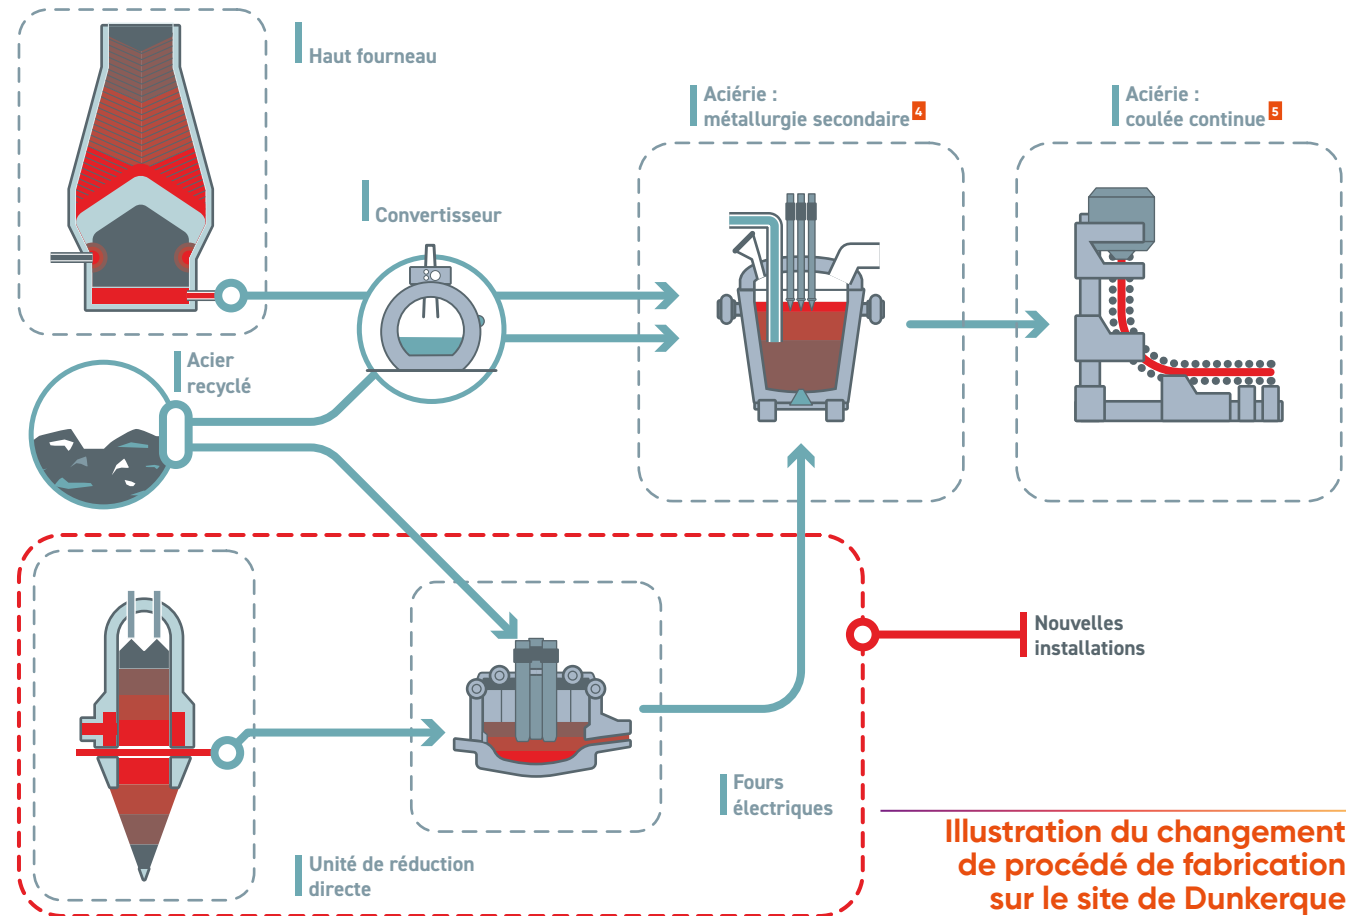 Haut fourneau
Aciérie :
métallurgie secondaire 4
Aciérie :
coulée continue 5
Convertisseur
Acier
recyclé
Nouvelles
installations
Fours
électriques
Unité de réduction
directe
Illustration du changement
de procédé de fabrication
sur le site de Dunkerque